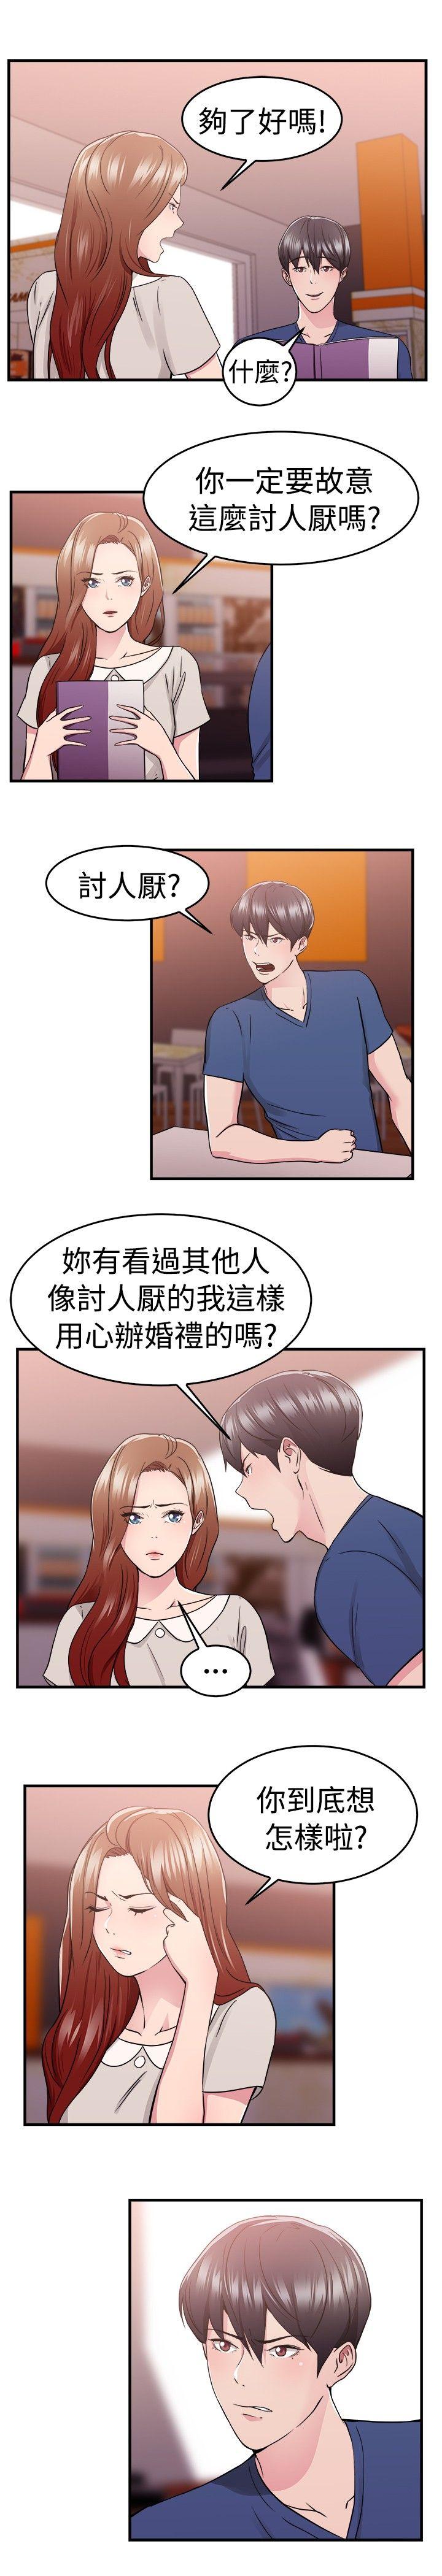 夠了好嗎!
什麼?
你一定要故意
這麼討人厭嗎?
討人厭?
妳有看過其他人
像討人厭的我這樣
用心辦婚禮的嗎?
...
你到底想
怎樣啦?